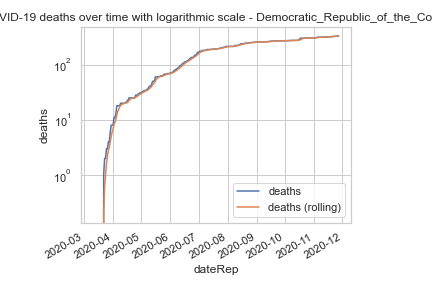 VID-19 deaths over time with logarithmic scale - Democratic_Republic_of_the_Co
deaths
10²
10¹
10⁰
deaths
deaths (rolling)
2020-03
2020-04
2020-05
2020-06
2020-07
2020-08
2020-09
2020-10
2020-11
2020-12
dateRep